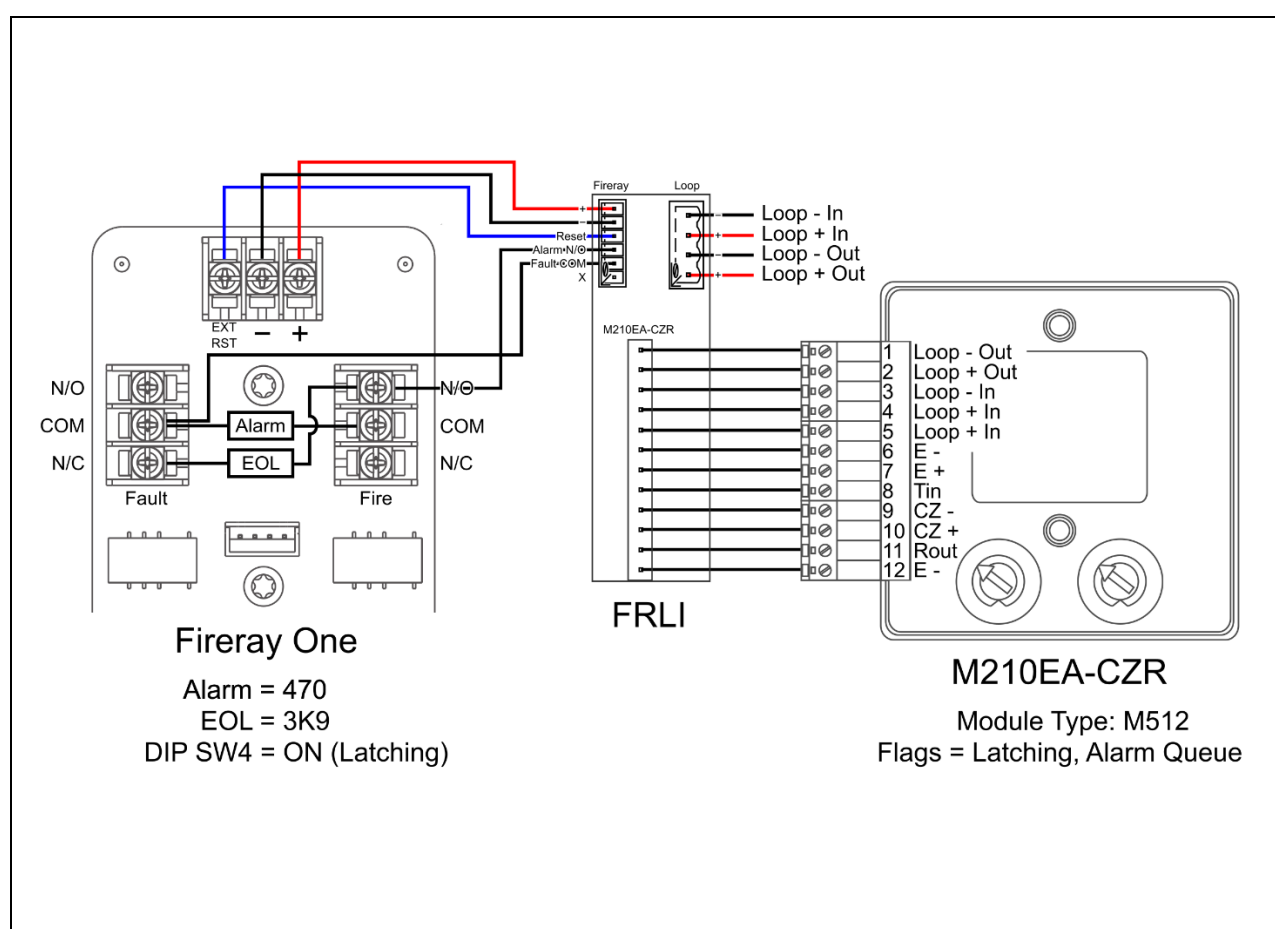 Fireray
Loop
+
–
Reset
Alarm•N/O
Fault•COM
X
–
+
–
+
Loop - In
Loop + In
Loop - Out
Loop + Out
EXT
RST
–
+
M210EA-CZR
N/O
COM
N/C
Fault
Alarm
EOL
N/O
COM
N/C
Fire
1 Loop - Out
2 Loop + Out
3 Loop - In
4 Loop + In
5 Loop + In
6 E -
7 E +
8 Tin
9 CZ -
10 CZ +
11 Rout
12 E -
FRLI
Fireray One
Alarm = 470
EOL = 3K9
DIP SW4 = ON (Latching)
M210EA-CZR
Module Type: M512
Flags = Latching, Alarm Queue